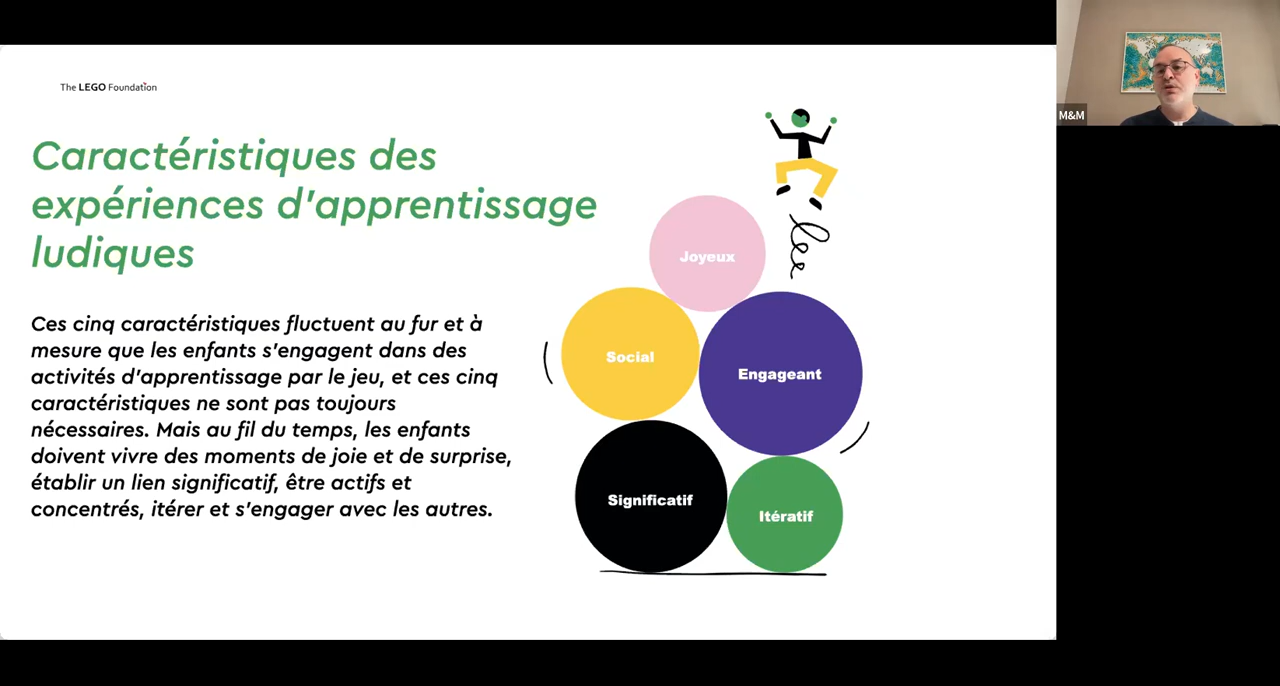 The LEGO Foundation
Caractéristiques des
expériences d'apprentissage
ludiques
Ces cinq caractéristiques fluctuent au fur et à
mesure que les enfants s'engagent dans des
activités d'apprentissage par le jeu, et ces cinq
caractéristiques ne sont pas toujours
nécessaires. Mais au fil du temps, les enfants
doivent vivre des moments de joie et de surprise,
établir un lien significatif, être actifs et
concentrés, itérer et s'engager avec les autres.
Joyeux
Social
Engageant
Significatif
Itératif
M&M